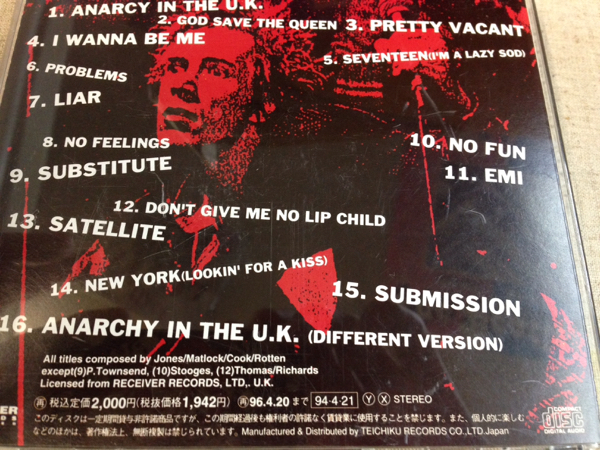 1. ANARCY IN THE U.K.
2. GOD SAVE THE QUEEN
3. PRETTY VACANT
4. I WANNA BE ME
5. SEVENTEEN(I'M A LAZY SOD)
6. PROBLEMS
7. LIAR
8. NO FEELINGS
9. SUBSTITUTE
10. NO FUN
11. EMI
12. DON'T GIVE ME NO LIP CHILD
13. SATELLITE
14. NEW YORK(LOOKIN' FOR A KISS)
15. SUBMISSION
16. ANARCHY IN THE U.K. (DIFFERENT VERSION)
All titles composed by Jones/Matlock/Cook/Rotten
except(9)P.Townsend, (10)Stooges, (12)Thomas/Richards
Licensed from RECEIVER RECORDS, LTD,. U.K.
㊢税込定価2,000円(税抜価格1,942円) ㊢96.4.20まで 94・4・21 Ⓨ Ⓧ STEREO
このディスクは一定期間貸与非許諾商品ですが、この期間経過後も権利者の許諾なく賃貸業に使用することを禁じます。また、個人的に楽しむ
などのほかは、著作権法上、無断複製は禁じられています。 Manufactured & Distributed by TEICHIKU RECORDS CO.,LTD.Japan
COMPACT
disc
DIGITAL AUDIO